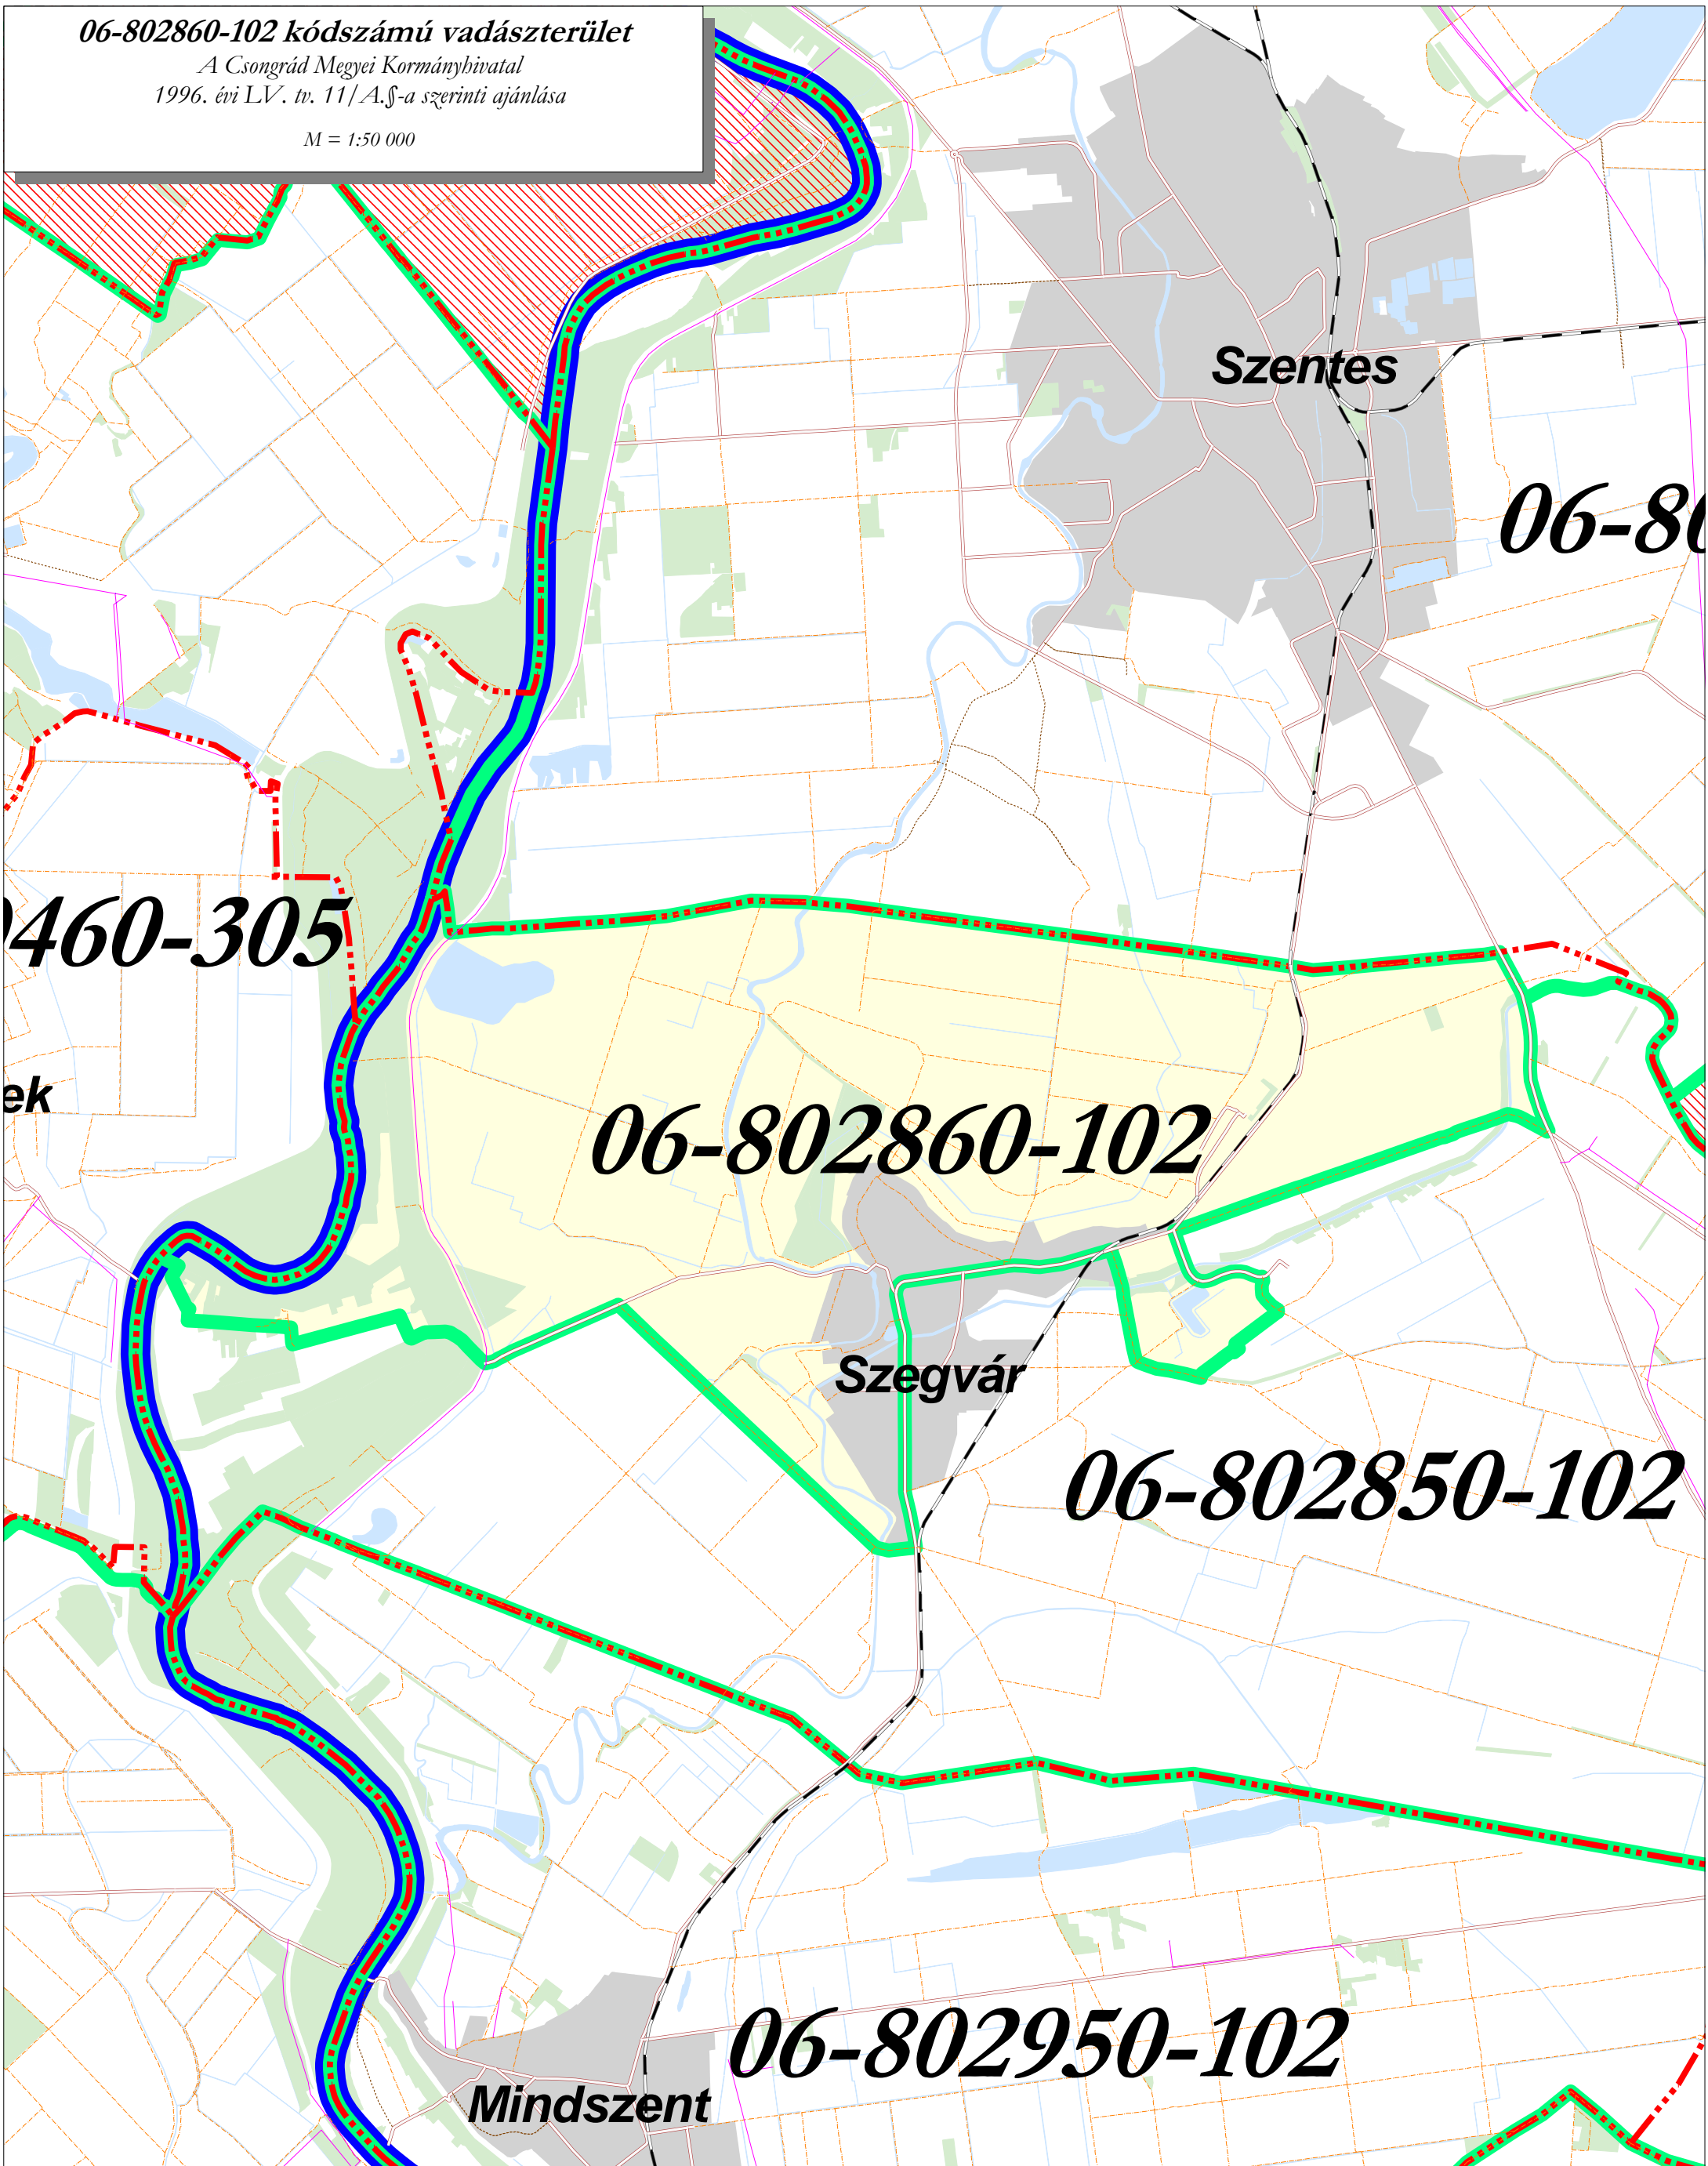 06-802860-102 kódszámú vadászterület
A Csongrád Megyei Kormányhivatal
1996. évi LV. tv. 11/A.§-a szerinti ajánlása
M = 1:50 000
Szentes
06-80
0460-305
ek
06-802860-102
Szegvár
06-802850-102
06-802950-102
Mindszent